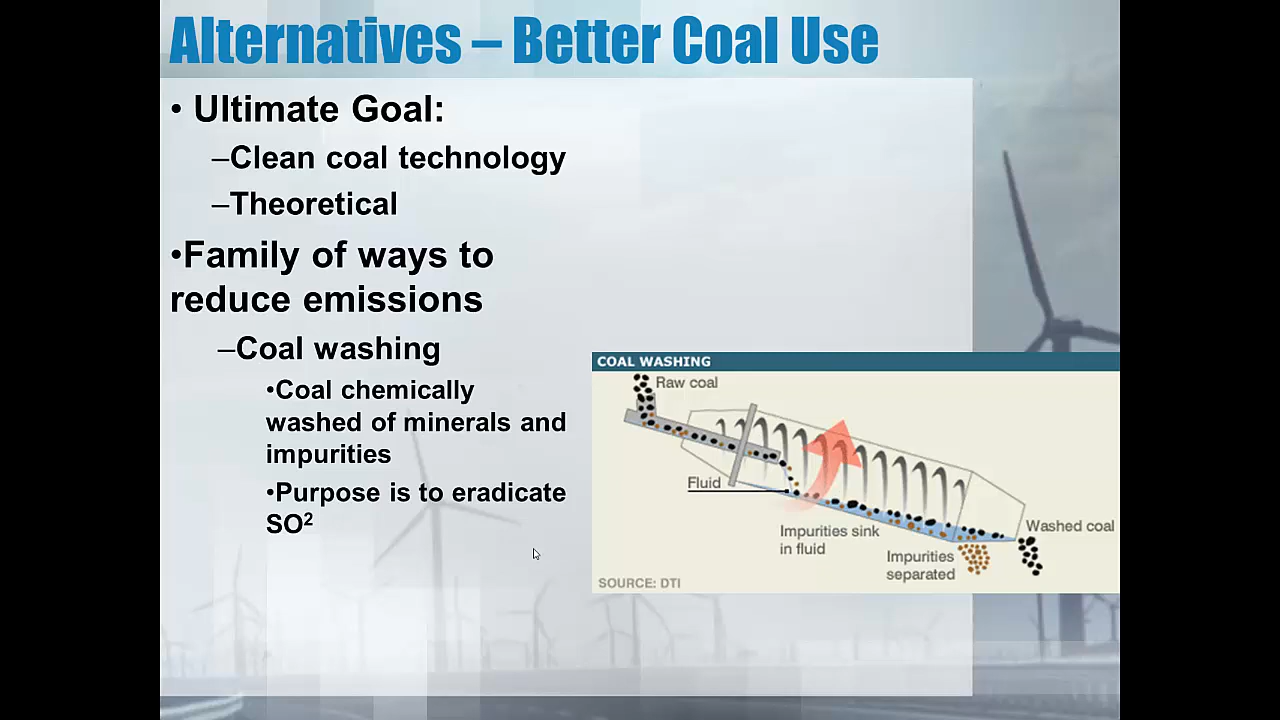 Alternatives – Better Coal Use
• Ultimate Goal:
–Clean coal technology
–Theoretical
•Family of ways to
reduce emissions
–Coal washing
•Coal chemically
washed of minerals and
impurities
•Purpose is to eradicate
SO²
COAL WASHING
Raw coal
Fluid
Impurities sink
in fluid
Washed coal
Impurities
separated
SOURCE: DTI